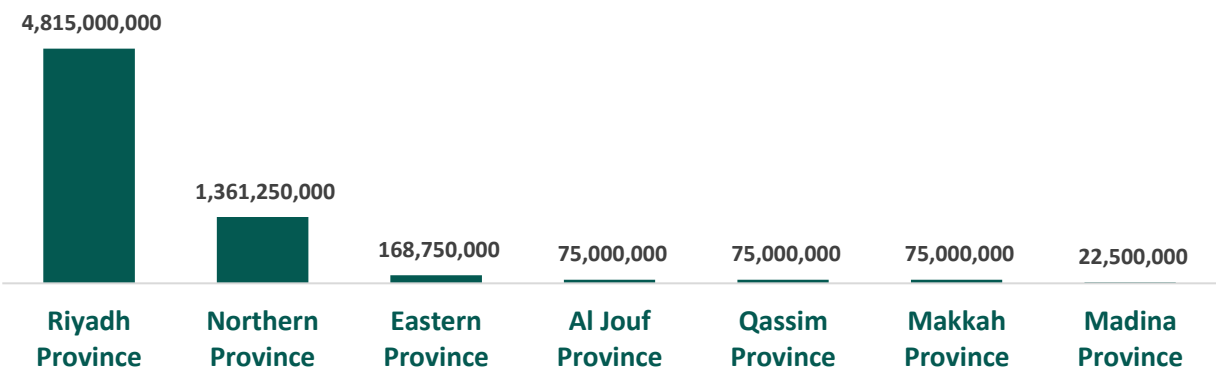 4,815,000,000
1,361,250,000
168,750,000
75,000,000
75,000,000
75,000,000
22,500,000
Riyadh
Province
Northern
Province
Eastern
Province
Al Jouf
Province
Qassim
Province
Makkah
Province
Madina
Province